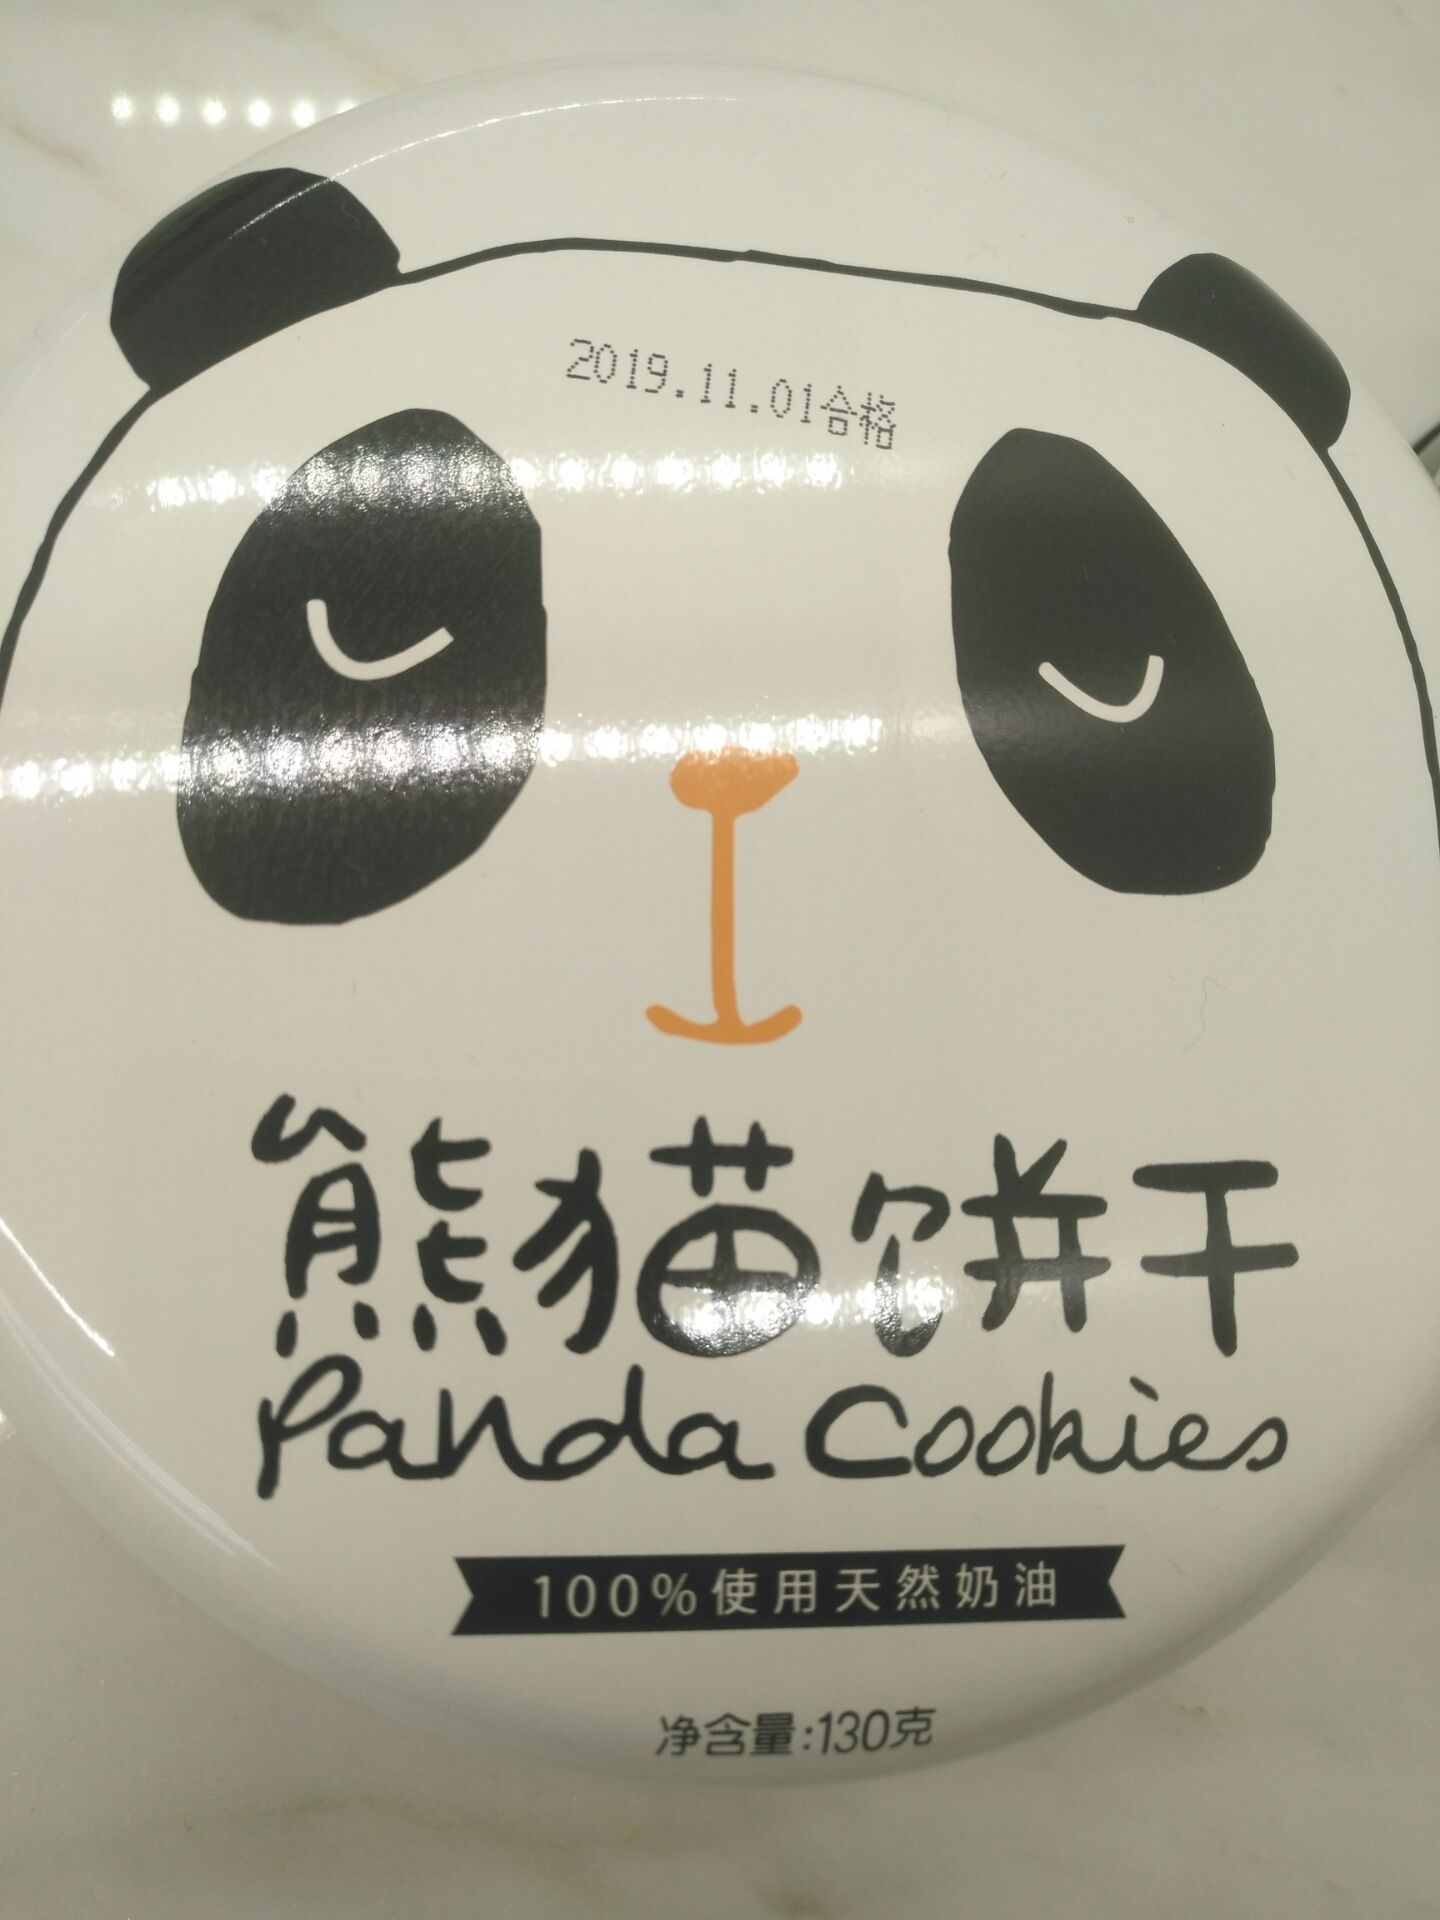 2019.11.01合格
熊猫饼干
Panda Cookies
100%使用天然奶油
净含量:130克